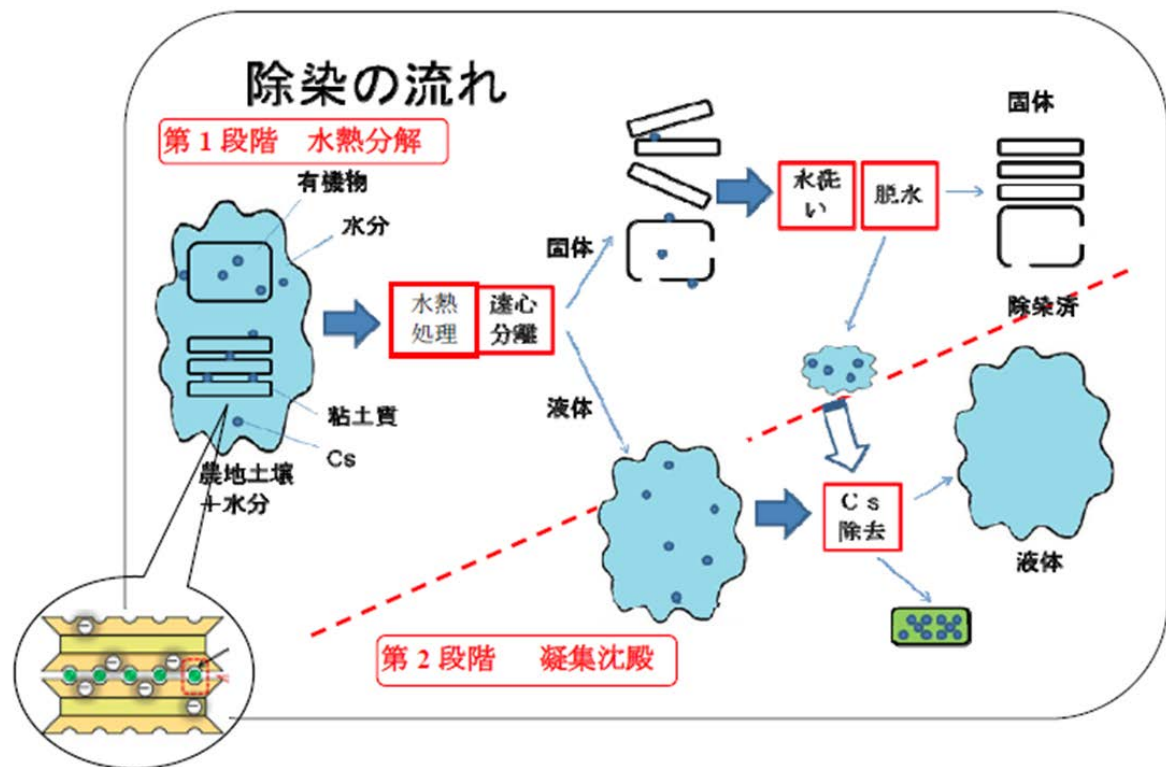 除染の流れ
第1段階 水熱分解
有機物
水分
粘土質
Cs
農地土壌
+水分
水熱
処理
遠心
分離
固体
液体
水洗
い
脱水
固体
除染済
Cs
除去
液体
第2段階 凝集沈殿